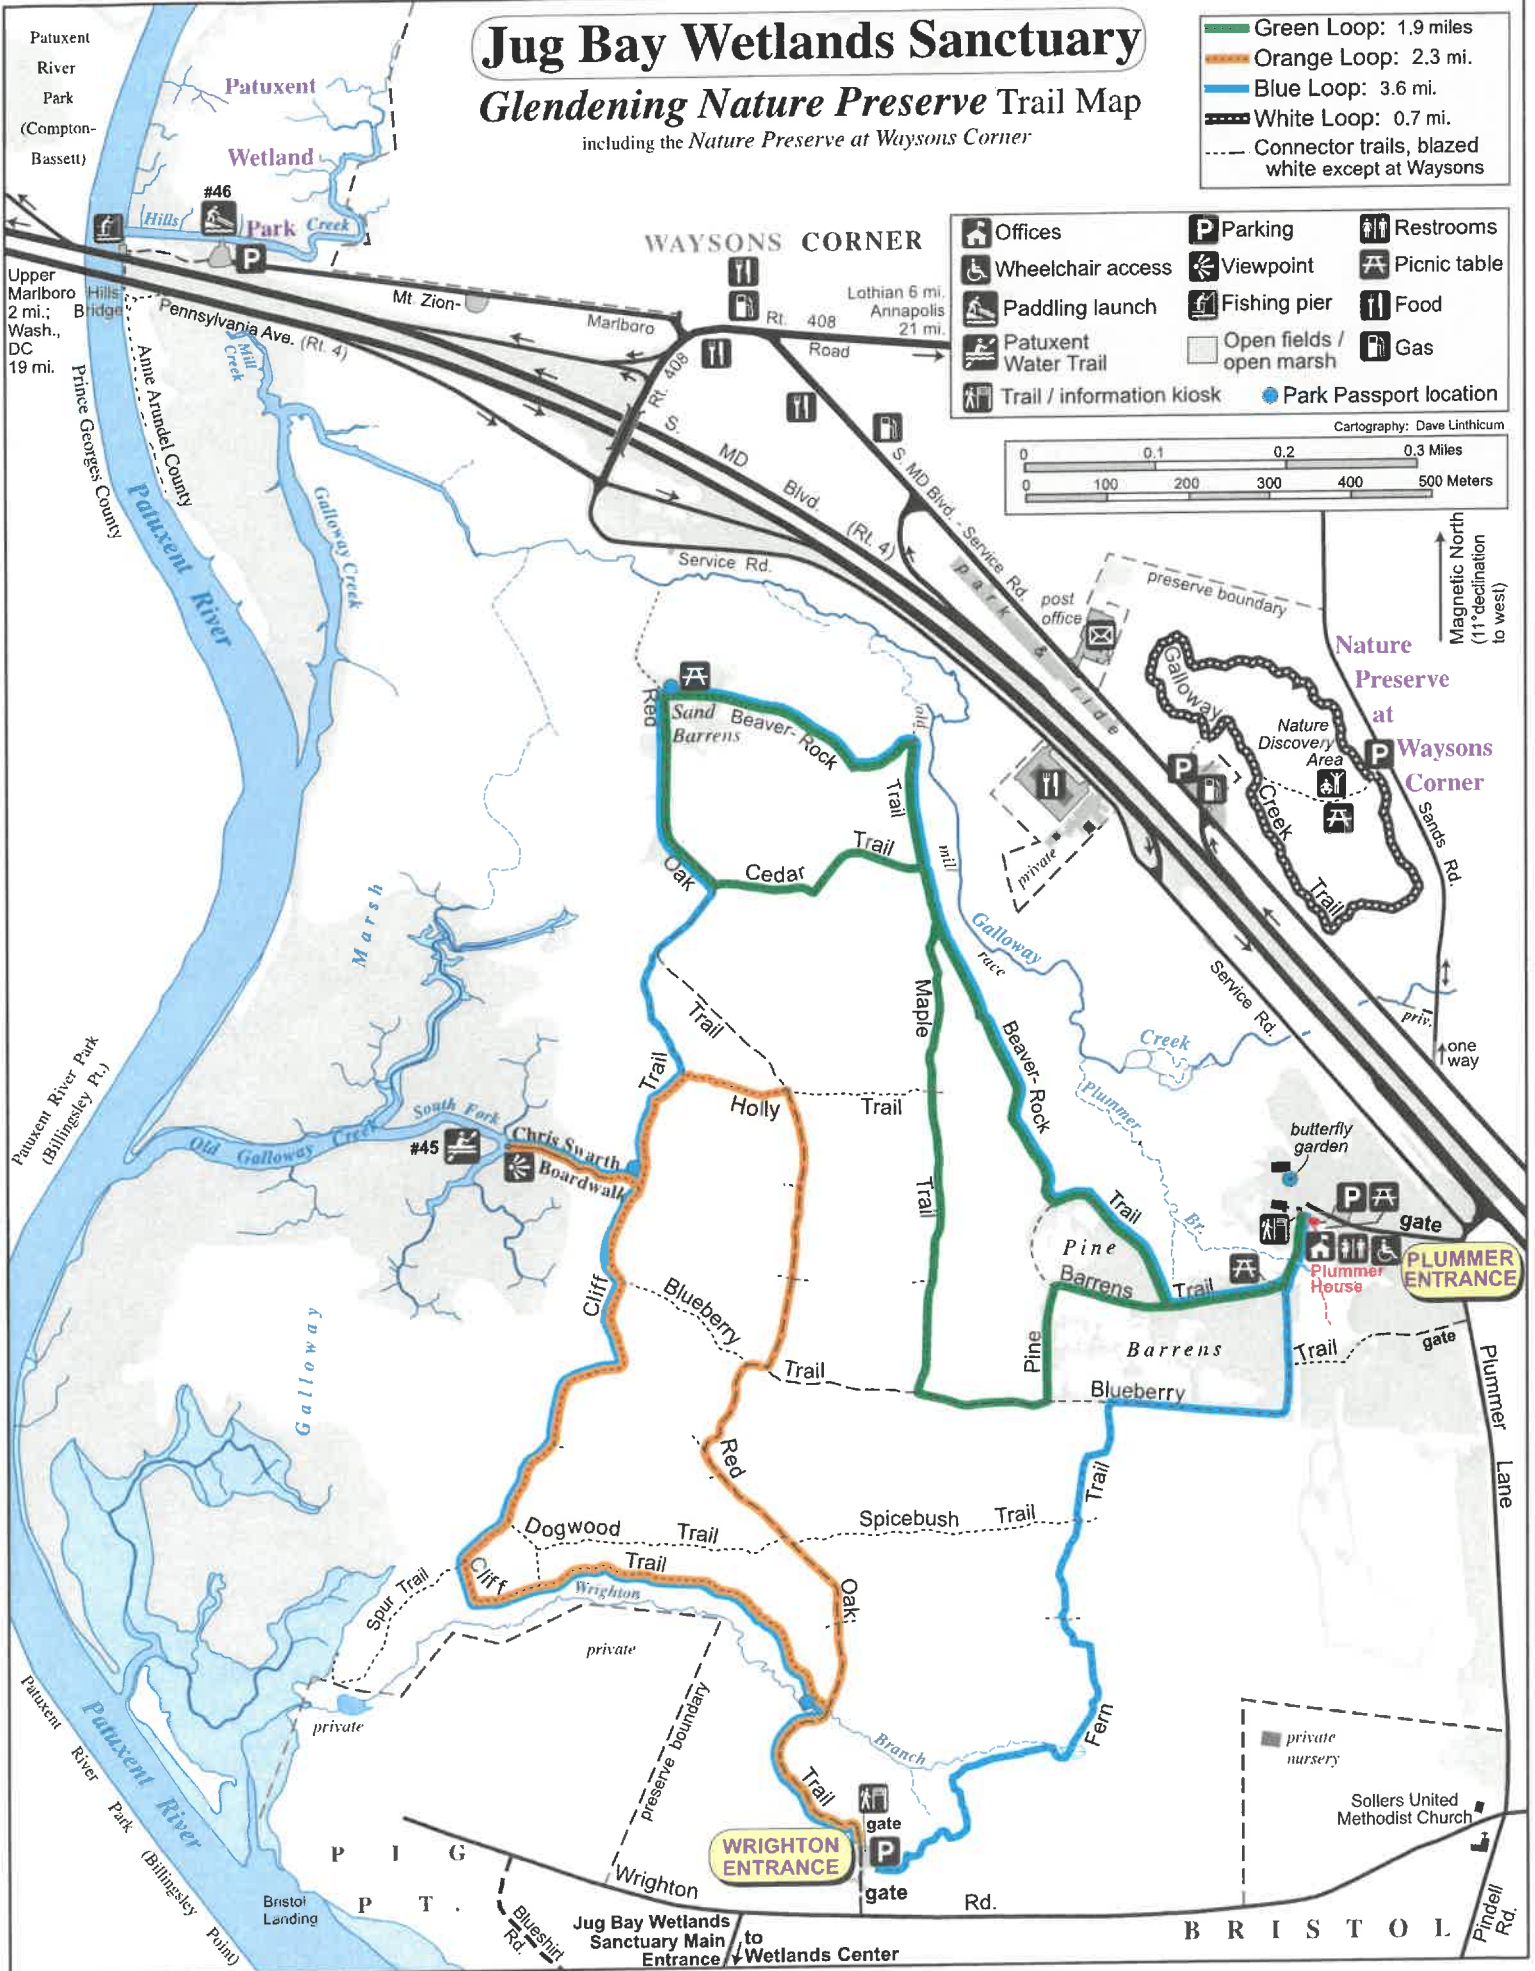 Jug Bay Wetlands Sanctuary
Glendening Nature Preserve Trail Map
including the Nature Preserve at Waysons Corner
Green Loop: 1.9 miles
Orange Loop: 2.3 mi.
Blue Loop: 3.6 mi.
White Loop: 0.7 mi.
Connector trails, blazed
white except at Waysons
Offices
Parking
Restrooms
Wheelchair access
Viewpoint
Picnic table
Paddling launch
Fishing pier
Food
Patuxent
Water Trail
Open fields /
open marsh
Gas
Trail / information kiosk
Park Passport location
Cartography: Dave Linthicum
0 0.1 0.2 0.3 Miles
0 100 200 300 400 500 Meters
Magnetic North
(11° declination
to west)
Patuxent
River
Park
(Compton-
Bassett)
Patuxent
Wetland
Park
#46
Hills
Creek
P
Upper
Marlboro
2 mi.;
Wash.,
DC
19 mi.
Hills
Bridge
Pennsylvania Ave. (Rt. 4)
Mt. Zion-
Marlboro
WAYSONS CORNER
Rt. 408
Road
Lothian 6 mi.
Annapolis
21 mi.
Rt. 408
S. MD Blvd. (Rt. 4)
S. MD Blvd. - Service Rd.
Service Rd.
park & ride
post
office
preserve boundary
Prince Georges County
Anne Arundel County
Mill
Creek
Galloway Creek
Patuxent River
Nature
Preserve
at
Waysons
Corner
Galloway
Creek
Trail
Nature
Discovery
Area
P
P
Sands Rd.
private
Service Rd.
priv.
one
way
Red
Sand
Barrens
Beaver-Rock
Trail
old
mill
race
Oak
Cedar Trail
Galloway
Creek
Marsh
Trail
Maple
Trail
Beaver-Rock
Trail
Plummer
Br.
Trail
Holly
Trail
Patuxent River Park
(Billingsley Pt.)
Old Galloway Creek
South Fork
#45
Chris Swarth
Boardwalk
butterfly
garden
P
gate
Plummer
House
PLUMMER
ENTRANCE
Pine
Barrens
Trail
Cliff
Blueberry
Trail
Pine
Barrens
Blueberry
Trail
gate
Plummer
Lane
Galloway
Red
Trail
Dogwood Trail
Spicebush Trail
Cliff
Trail
Wrighton
Spur Trail
Oak
private
private
preserve boundary
Branch
Fern
private
nursery
Sollers United
Methodist Church
Trail
gate
P
WRIGHTON
ENTRANCE
gate
Wrighton
Rd.
Patuxent
River
Park
(Billingsley
Point)
Patuxent River
PIG
PT.
Bristol
Landing
Blueshirt
Rd.
Jug Bay Wetlands
Sanctuary Main
Entrance
to
Wetlands Center
BRISTOL
Pindell
Rd.